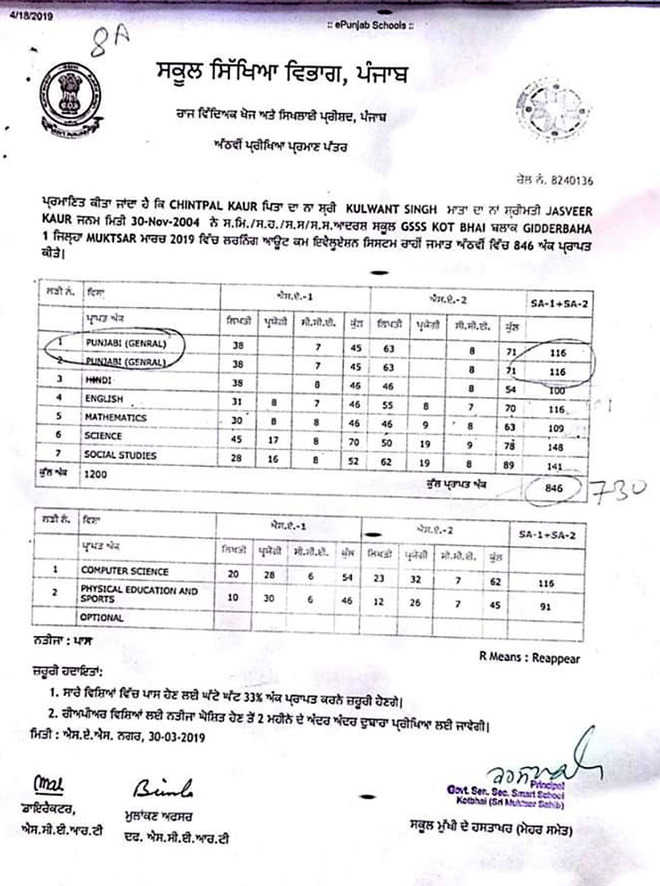 4/18/2019
:: ePunjab Schools ::
8A
ਸਕੂਲ ਸਿੱਖਿਆ ਵਿਭਾਗ, ਪੰਜਾਬ
ਰਾਜ ਵਿੱਦਿਅਕ ਖੋਜ ਅਤੇ ਸਿਖਲਾਈ ਪ੍ਰੀਸ਼ਦ, ਪੰਜਾਬ
ਅੱਠਵੀਂ ਪ੍ਰੀਖਿਆ ਪ੍ਰਮਾਣ ਪੱਤਰ
ਰੋਲ ਨੰ. 8240136
ਪ੍ਰਮਾਣਿਤ ਕੀਤਾ ਜਾਂਦਾ ਹੈ ਕਿ CHINTPAL KAUR ਪਿਤਾ ਦਾ ਨਾ ਸ਼੍ਰੀ KULWANT SINGH ਮਾਤਾ ਦਾ ਨਾਂ ਸ਼੍ਰੀਮਤੀ JASVEER
KAUR ਜਨਮ ਮਿਤੀ 30-Nov-2004 ਨੇ ਸ.ਮਿ./ਸ.ਹ./ਸ.ਸ/ਸ.ਸ.ਆਦਰਸ਼ ਸਕੂਲ GSSS KOT BHAI ਬਲਾਕ GIDDERBAHA
1 ਜਿਲ੍ਹਾ MUKTSAR ਮਾਰਚ 2019 ਵਿੱਚ ਲਰਨਿੰਗ ਆਊਟ ਕਮ ਇਵੈਲੂਏਸ਼ਨ ਸਿਸਟਮ ਰਾਹੀਂ ਜਮਾਤ ਅੱਠਵੀਂ ਵਿੱਚ 846 ਅੰਕ ਪ੍ਰਾਪਤ
ਕੀਤੇ।
ਲੜੀ ਨੰ. ਵਿਸ਼ਾ ਐਸ.ਏ.-1 ਐਸ.ਏ.-2 SA-1+SA-2
ਪ੍ਰਾਪਤ ਅੰਕ ਲਿਖਤੀ ਪ੍ਰਯੋਗੀ ਸੀ.ਸੀ.ਈ. ਕੁੱਲ ਲਿਖਤੀ ਪ੍ਰਯੋਗੀ ਸੀ.ਸੀ.ਈ. ਕੁੱਲ
1 PUNJABI (GENRAL) 38 7 45 63 8 71 116
2 PUNJABI (GENRAL) 38 7 45 63 8 71 116
3 HINDI 38 8 46 46 8 54 100
4 ENGLISH 31 8 7 46 55 8 7 70 116
5 MATHEMATICS 30 8 8 46 46 9 8 63 109
6 SCIENCE 45 17 8 70 50 19 9 78 148
7 SOCIAL STUDIES 28 16 8 52 62 19 8 89 141
ਕੁੱਲ ਅੰਕ 1200 ਕੁੱਲ ਪ੍ਰਾਪਤ ਅੰਕ 846 730
ਲੜੀ ਨੰ. ਵਿਸ਼ਾ ਐਸ.ਏ.-1 ਐਸ.ਏ.-2 SA-1+SA-2
ਪ੍ਰਾਪਤ ਅੰਕ ਲਿਖਤੀ ਪ੍ਰਯੋਗੀ ਸੀ.ਸੀ.ਈ. ਕੁੱਲ ਲਿਖਤੀ ਪ੍ਰਯੋਗੀ ਸੀ.ਸੀ.ਈ. ਕੁੱਲ
1 COMPUTER SCIENCE 20 28 6 54 23 32 7 62 116
2 PHYSICAL EDUCATION AND SPORTS 10 30 6 46 12 26 7 45 91
OPTIONAL
ਨਤੀਜਾ : ਪਾਸ
R Means : Reappear
ਜ਼ਰੂਰੀ ਹਦਾਇਤਾਂ:
1. ਸਾਰੇ ਵਿਸ਼ਿਆਂ ਵਿੱਚ ਪਾਸ ਹੋਣ ਲਈ ਘੱਟੋ ਘੱਟ 33% ਅੰਕ ਪ੍ਰਾਪਤ ਕਰਨੇ ਜ਼ਰੂਰੀ ਹੋਣਗੇ।
2. ਰੀਅਪੀਅਰ ਵਿਸ਼ਿਆਂ ਲਈ ਨਤੀਜਾ ਘੋਸ਼ਿਤ ਹੋਣ ਤੋਂ 2 ਮਹੀਨੇ ਦੇ ਅੰਦਰ ਅੰਦਰ ਦੁਬਾਰਾ ਪ੍ਰੀਖਿਆ ਲਈ ਜਾਵੇਗੀ।
ਮਿਤੀ : ਐਸ.ਏ.ਐਸ. ਨਗਰ, 30-03-2019
Principal
Govt. Sen. Sec. Smart School
Kotbhai (Sri Muktsar Sahib)
ਡਾਇਰੈਕਟਰ,
ਐਸ.ਸੀ.ਈ.ਆਰ.ਟੀ
ਮੁਲਾਂਕਣ ਅਫਸਰ
ਦਫ. ਐਸ.ਸੀ.ਈ.ਆਰ.ਟੀ
ਸਕੂਲ ਮੁੱਖੀ ਦੇ ਹਸਤਾਖਰ (ਮੋਹਰ ਸਮੇਤ)